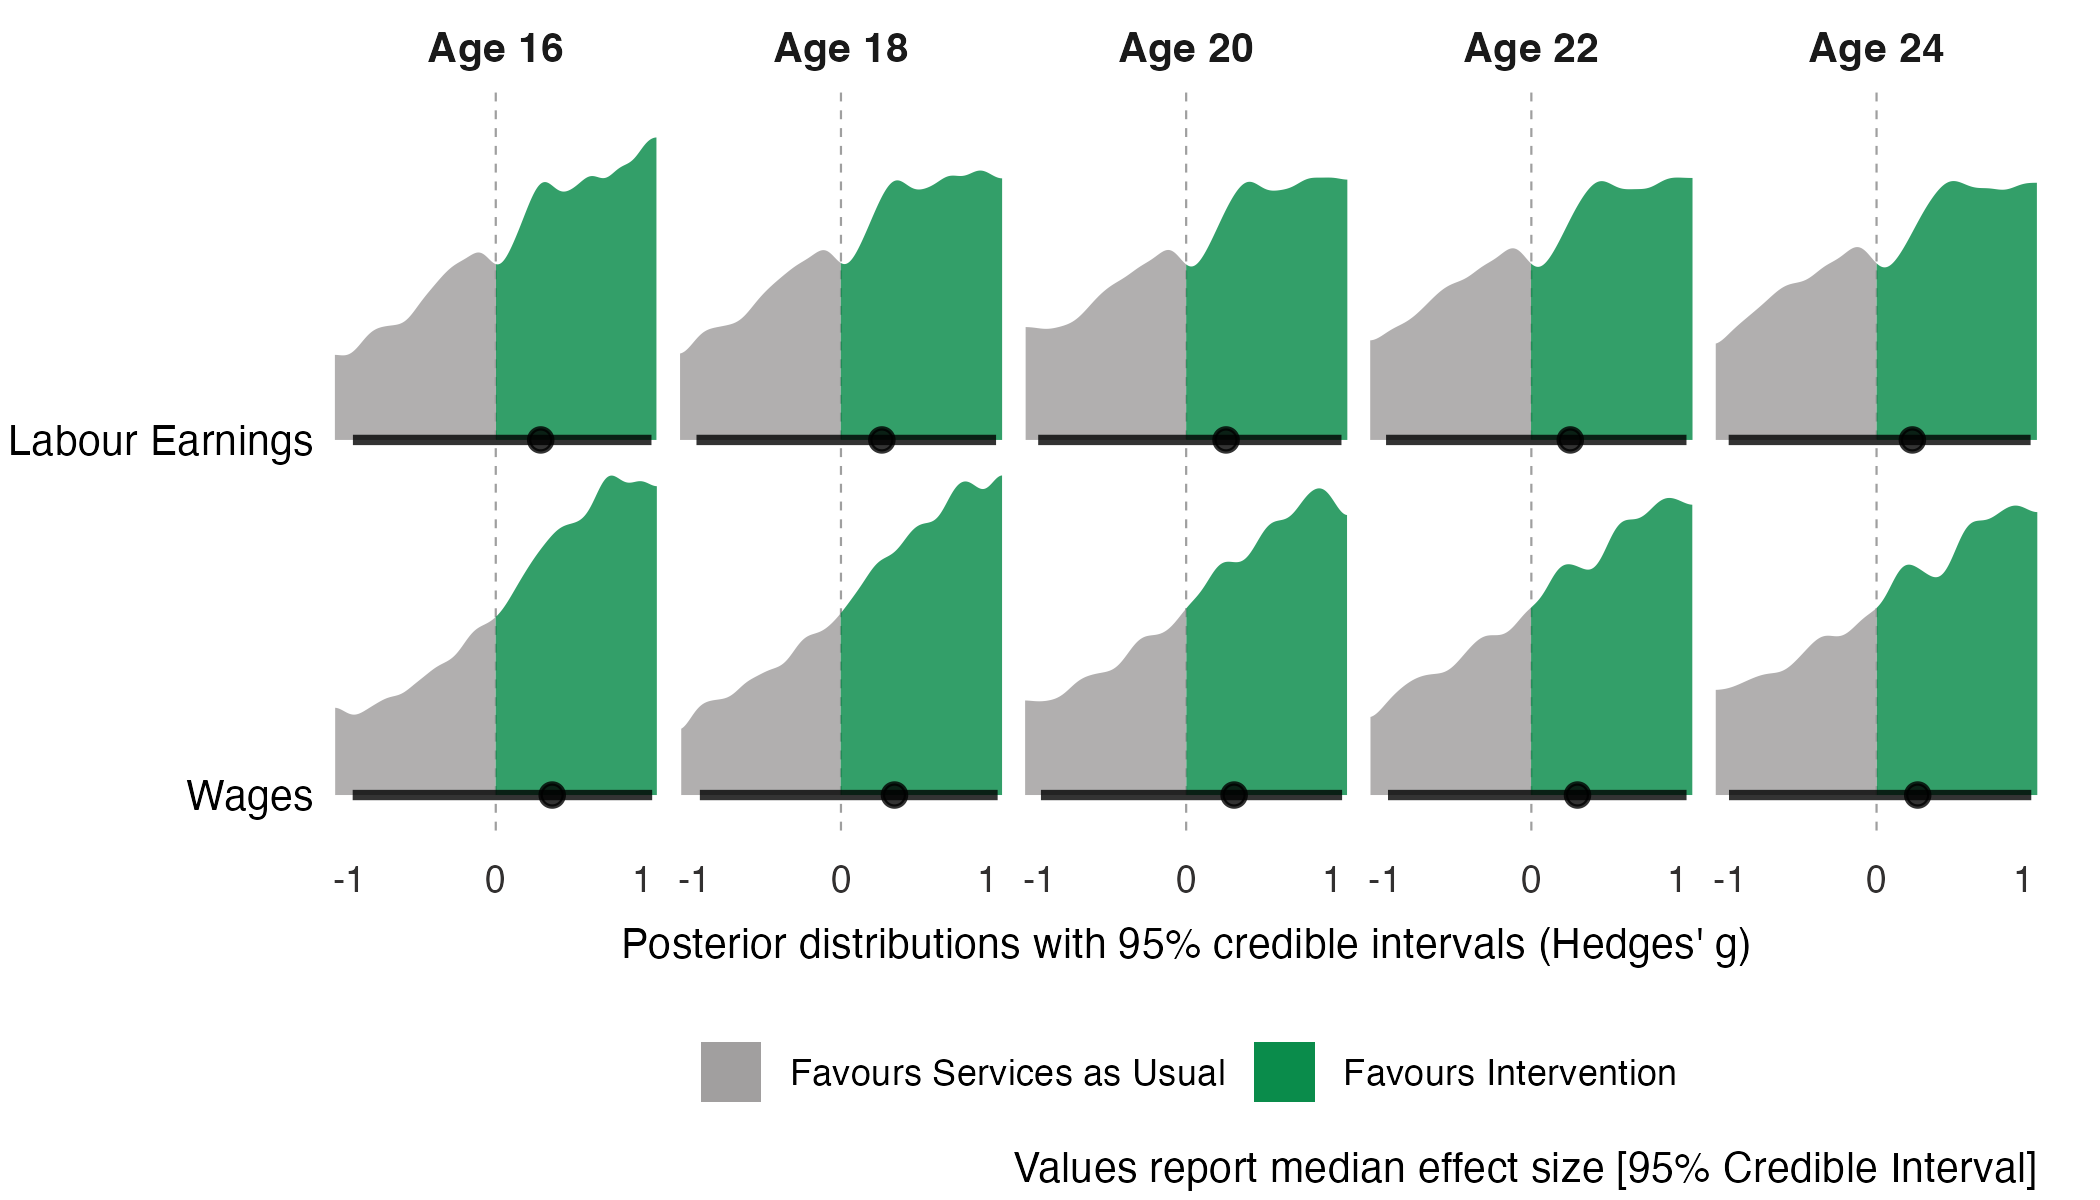 Age 16 Age 18 Age 20 Age 22 Age 24
Labour Earnings
Wages
-1 0 1 -1 0 1 -1 0 1 -1 0 1 -1 0 1
Posterior distributions with 95% credible intervals (Hedges' g)
Favours Services as Usual Favours Intervention
Values report median effect size [95% Credible Interval]